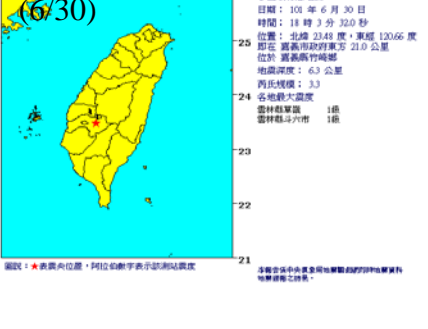 (6/30)
日期： 101 年 6 月 30 日
時間： 18 時 3 分 32.0 秒
位置： 北緯 23.48 度，東經 120.66 度
即在 嘉義市政府東方 21.0 公里
位於 嘉義縣竹崎鄉
地震深度： 6.3 公里
芮氏規模： 3.3
各地最大震度
雲林縣草嶺 1級
雲林縣斗六市 1級
25
24
23
22
21
圖說：★表震央位置，阿拉伯數字表示該測站震度
本報告係中央氣象局地震觀測網即時地震資料
地震速報之結果。